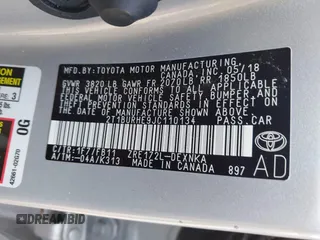 MFD.BY:TOYOTA MOTOR MANUFACTURING
CANADA, INC. 05/18
GVWR 3820LB GAWR FR 2020LB RR 1850LB
THIS VEHICLE CONFORMS TO ALL APPLICABLE
FEDERAL MOTOR VEHICLE SAFETY,
BUMPER, AND THEFT PREVENTION STANDARDS
IN EFFECT ON THE DATE OF MANUFACTURE
SHOWN ABOVE.
2T1BURHE9JC110134 PASS.CAR
C/TR:1F7/FB11 ZRE172L-DEXNKA
A/TM:-04A/K313 MADE IN CANADA 897
AD
0G
42661-02G70
DREAMBID